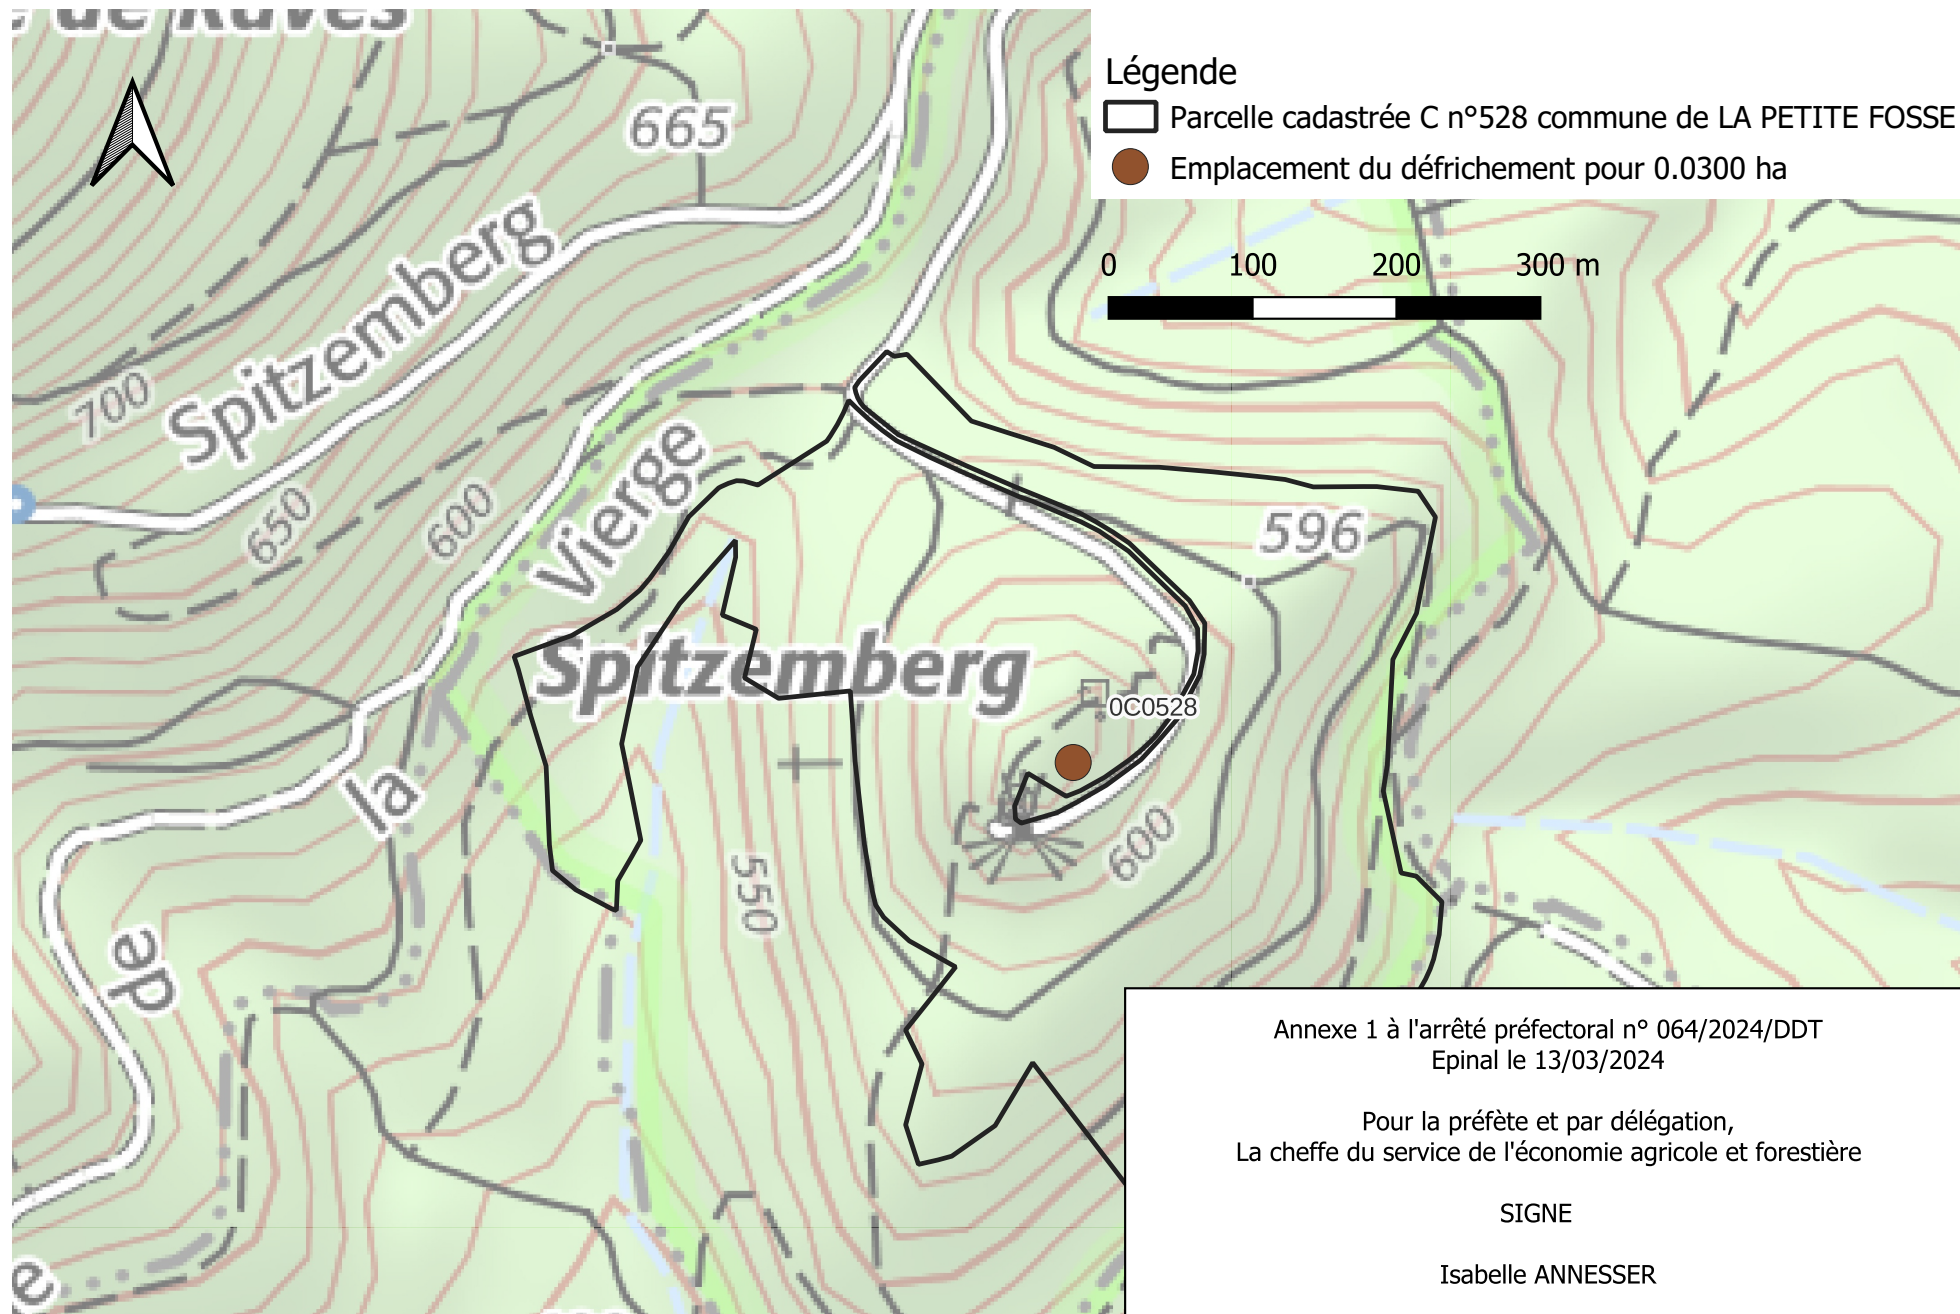 de Raves
Légende
Parcelle cadastrée C n°528 commune de LA PETITE FOSSE
Emplacement du défrichement pour 0.0300 ha
0 100 200 300 m
665
Spitzemberg
700
650
600
Vierge
596
Spitzemberg
0C0528
la
600
550
de
Annexe 1 à l'arrêté préfectoral n° 064/2024/DDT
Epinal le 13/03/2024
Pour la préfète et par délégation,
La cheffe du service de l'économie agricole et forestière
SIGNE
Isabelle ANNESSER